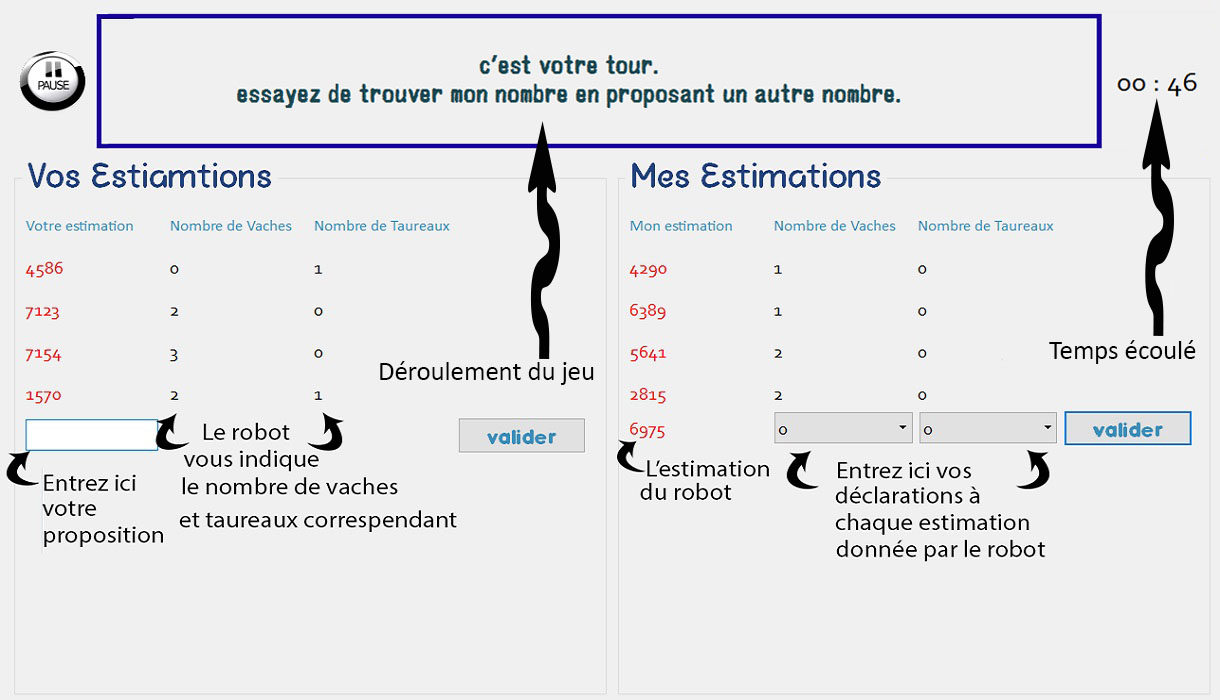 PAUSE
c'est votre tour.
essayez de trouver mon nombre en proposant un autre nombre.
00 : 46
Vos Estiamtions
Votre estimation Nombre de Vaches Nombre de Taureaux
4586 0 1
7123 2 0
7154 3 0
1570 2 1
valider
Déroulement du jeu
Le robot
vous indique
le nombre de vaches
et taureaux correspendant
Entrez ici
votre
proposition
Mes Estimations
Mon estimation Nombre de Vaches Nombre de Taureaux
4290 1 0
6389 1 0
5641 2 0
2815 2 0
6975 0 0 valider
Temps écoulé
L'estimation
du robot
Entrez ici vos
déclarations à
chaque estimation
donnée par le robot